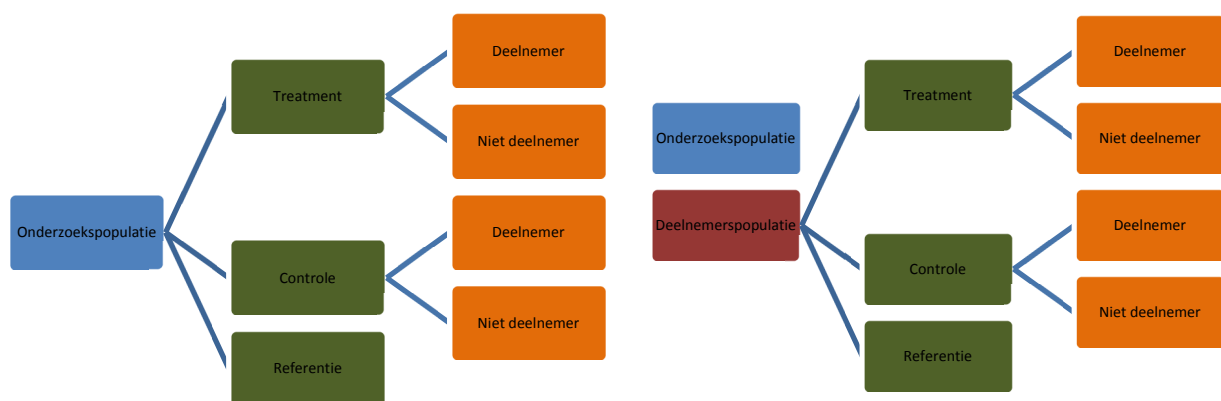 Onderzoekspopulatie
Treatment
Deelnemer
Niet deelnemer
Controle
Deelnemer
Niet deelnemer
Referentie
Onderzoekspopulatie
Deelnemerspopulatie
Treatment
Deelnemer
Niet deelnemer
Controle
Deelnemer
Niet deelnemer
Referentie